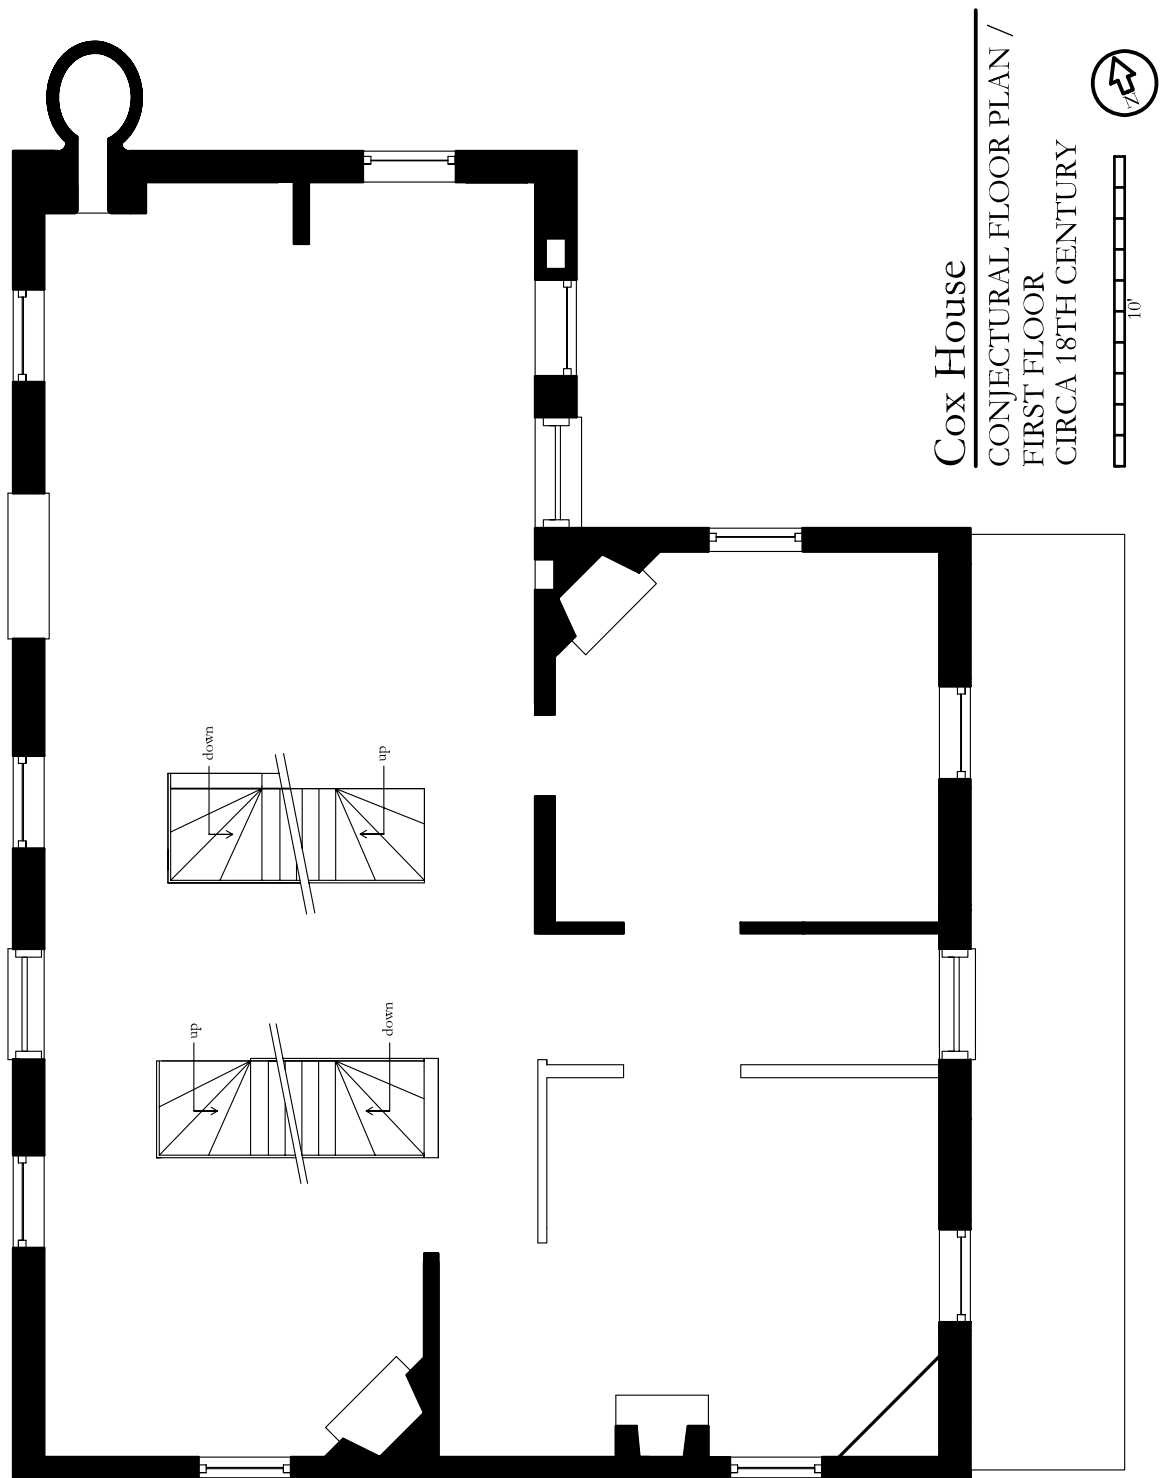 Cox House
CONJECTURAL FLOOR PLAN /
FIRST FLOOR
CIRCA 18TH CENTURY
10'
N
down
up
up
down